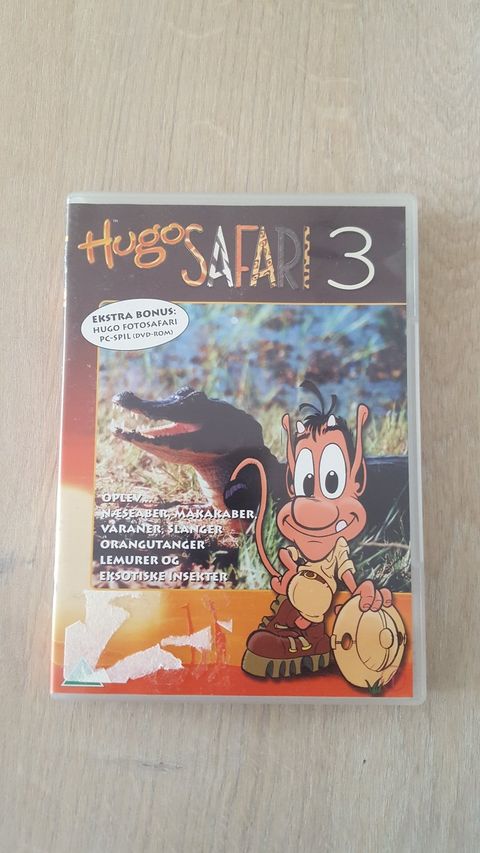 Hugo SAFARI 3
™
EKSTRA BONUS:
HUGO FOTOSAFARI
PC-SPIL (DVD-ROM)
OPLEV...
NÆSEABER, MAKAKABER,
VARANER, SLANGER
ORANGUTANGER
LEMURER OG
EKSOTISKE INSEKTER